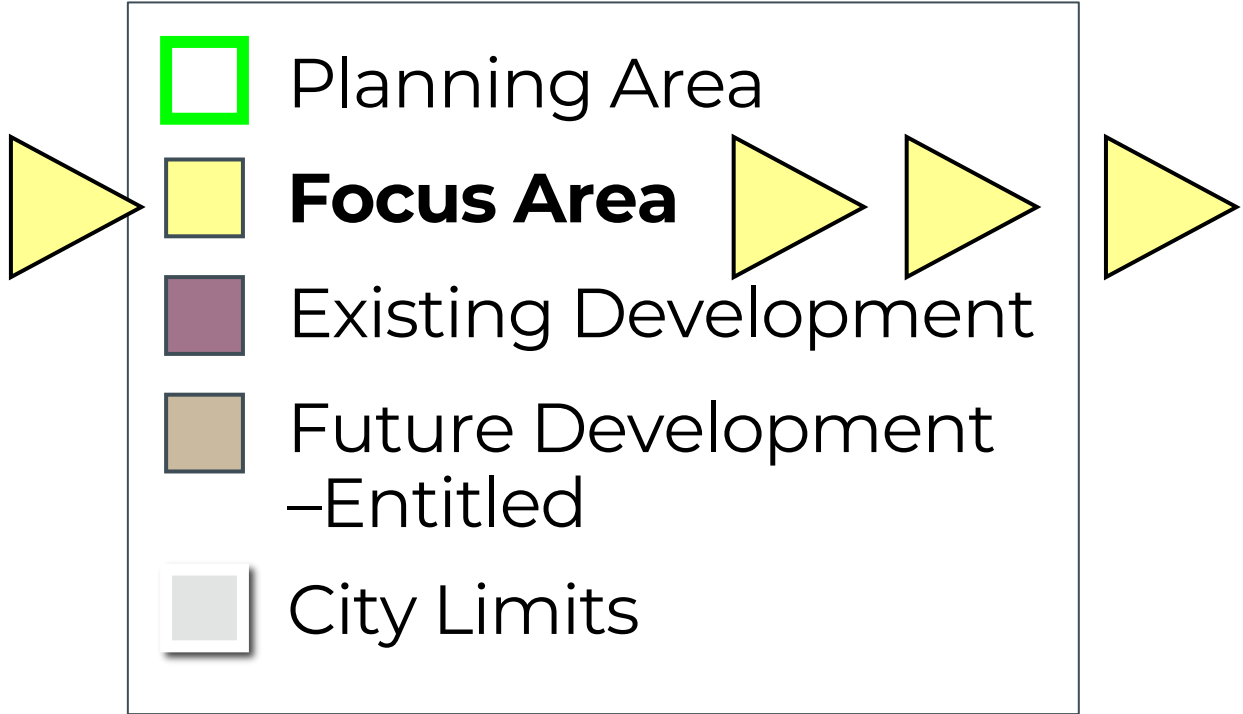 Planning Area
Focus Area
Existing Development
Future Development
–Entitled
City Limits